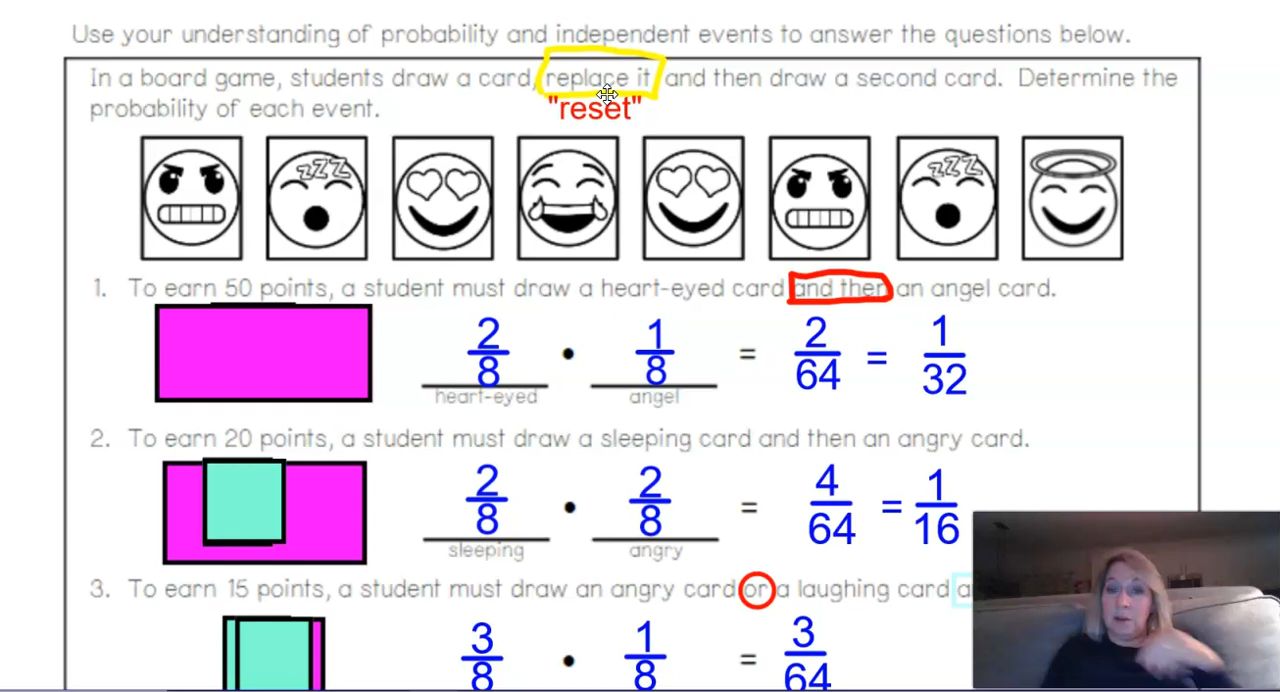 Use your understanding of probability and independent events to answer the questions below.
In a board game, students draw a card, replace it and then draw a second card. Determine the
probability of each event.
"reset"
zzz
zzz
1. To earn 50 points, a student must draw a heart-eyed card and then an angel card.
2/8 • 1/8 = 2/64 = 1/32
heart-eyed angel
2. To earn 20 points, a student must draw a sleeping card and then an angry card.
2/8 • 2/8 = 4/64 = 1/16
sleeping angry
3. To earn 15 points, a student must draw an angry card or a laughing card
3/8 • 1/8 = 3/64